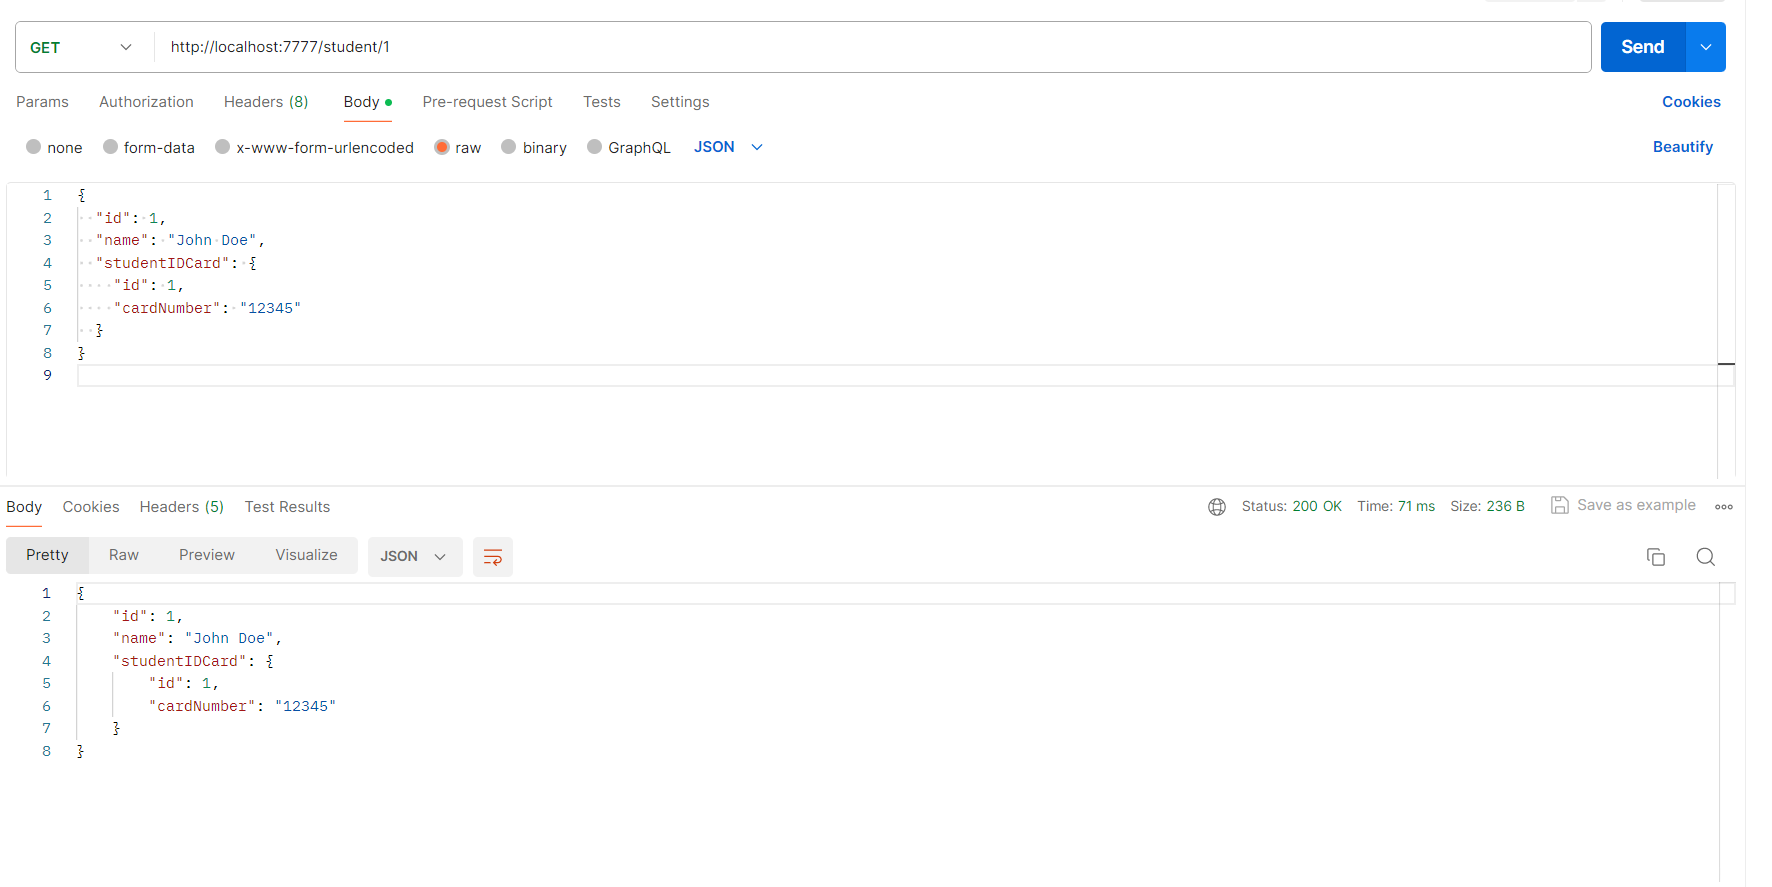 GET http://localhost:7777/student/1 Send
Params Authorization Headers (8) Body Pre-request Script Tests Settings Cookies
none form-data x-www-form-urlencoded raw binary GraphQL JSON Beautify
1 {
2 "id": 1,
3 "name": "John Doe",
4 "studentIDCard": {
5 "id": 1,
6 "cardNumber": "12345"
7 }
8 }
9
Body Cookies Headers (5) Test Results Status: 200 OK Time: 71 ms Size: 236 B Save as example
Pretty Raw Preview Visualize JSON
1 {
2 "id": 1,
3 "name": "John Doe",
4 "studentIDCard": {
5 "id": 1,
6 "cardNumber": "12345"
7 }
8 }